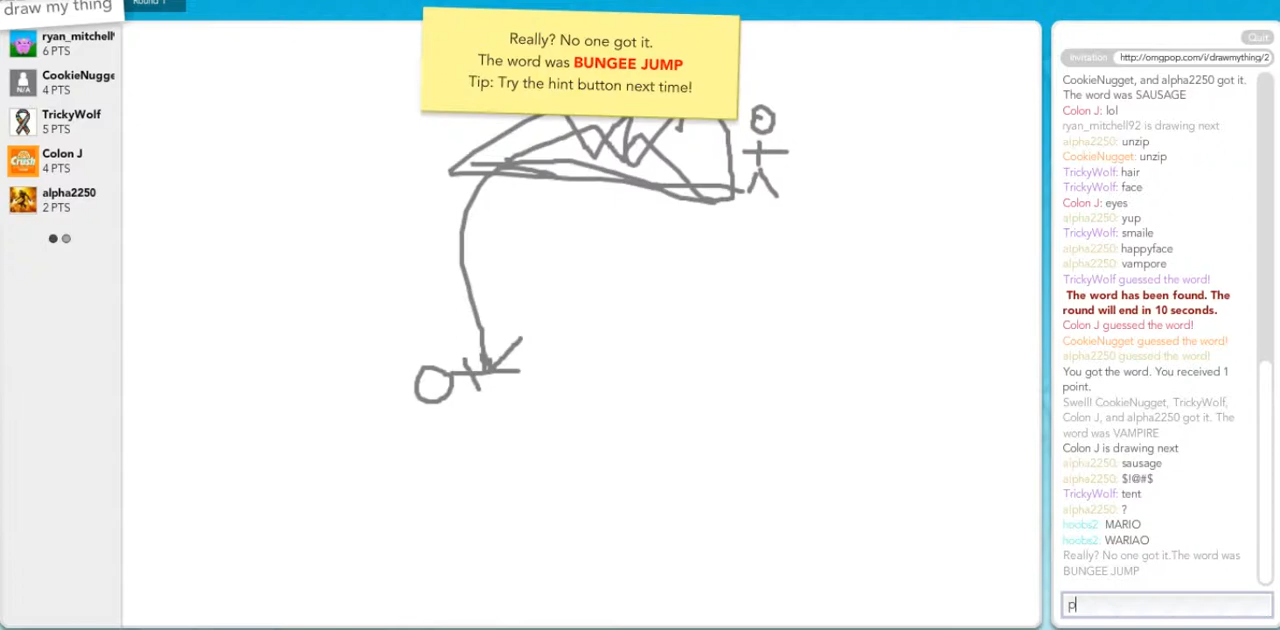 draw my thing
Round 1
ryan_mitchell
6 PTS
CookieNugge
4 PTS
N/A
TrickyWolf
5 PTS
Colon J
4 PTS
Crush
alpha2250
2 PTS
Really? No one got it.
The word was BUNGEE JUMP
Tip: Try the hint button next time!
Quit
Invitation http://omgpop.com/i/drawmything/2
CookieNugget, and alpha2250 got it.
The word was SAUSAGE
Colon J: lol
ryan_mitchell92 is drawing next
alpha2250: unzip
CookieNugget: unzip
TrickyWolf: hair
TrickyWolf: face
Colon J: eyes
alpha2250: yup
TrickyWolf: smaile
alpha2250: happyface
alpha2250: vampore
TrickyWolf guessed the word!
The word has been found. The
round will end in 10 seconds.
Colon J guessed the word!
CookieNugget guessed the word!
alpha2250 guessed the word!
You got the word. You received 1
point.
Swell! CookieNugget, TrickyWolf,
Colon J, and alpha2250 got it. The
word was VAMPIRE
Colon J is drawing next
alpha2250: sausage
alpha2250: $!@#$
TrickyWolf: tent
alpha2250: ?
hoobs2: MARIO
hoobs2: WARIAO
Really? No one got it.The word was
BUNGEE JUMP
p